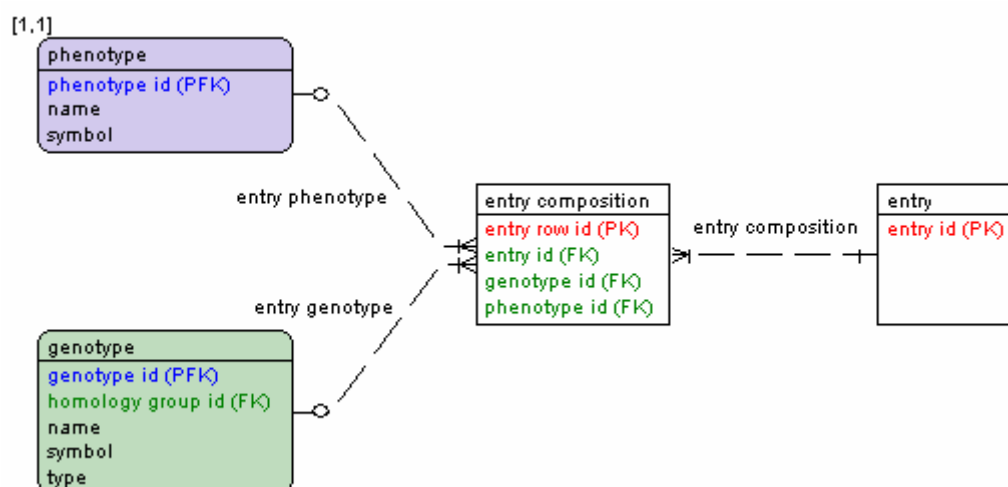 [1,1]
phenotype
phenotype id (PFK)
name
symbol
entry phenotype
entry composition
entry row id (PK)
entry id (FK)
genotype id (FK)
phenotype id (FK)
entry composition
entry
entry id (PK)
entry genotype
genotype
genotype id (PFK)
homology group id (FK)
name
symbol
type